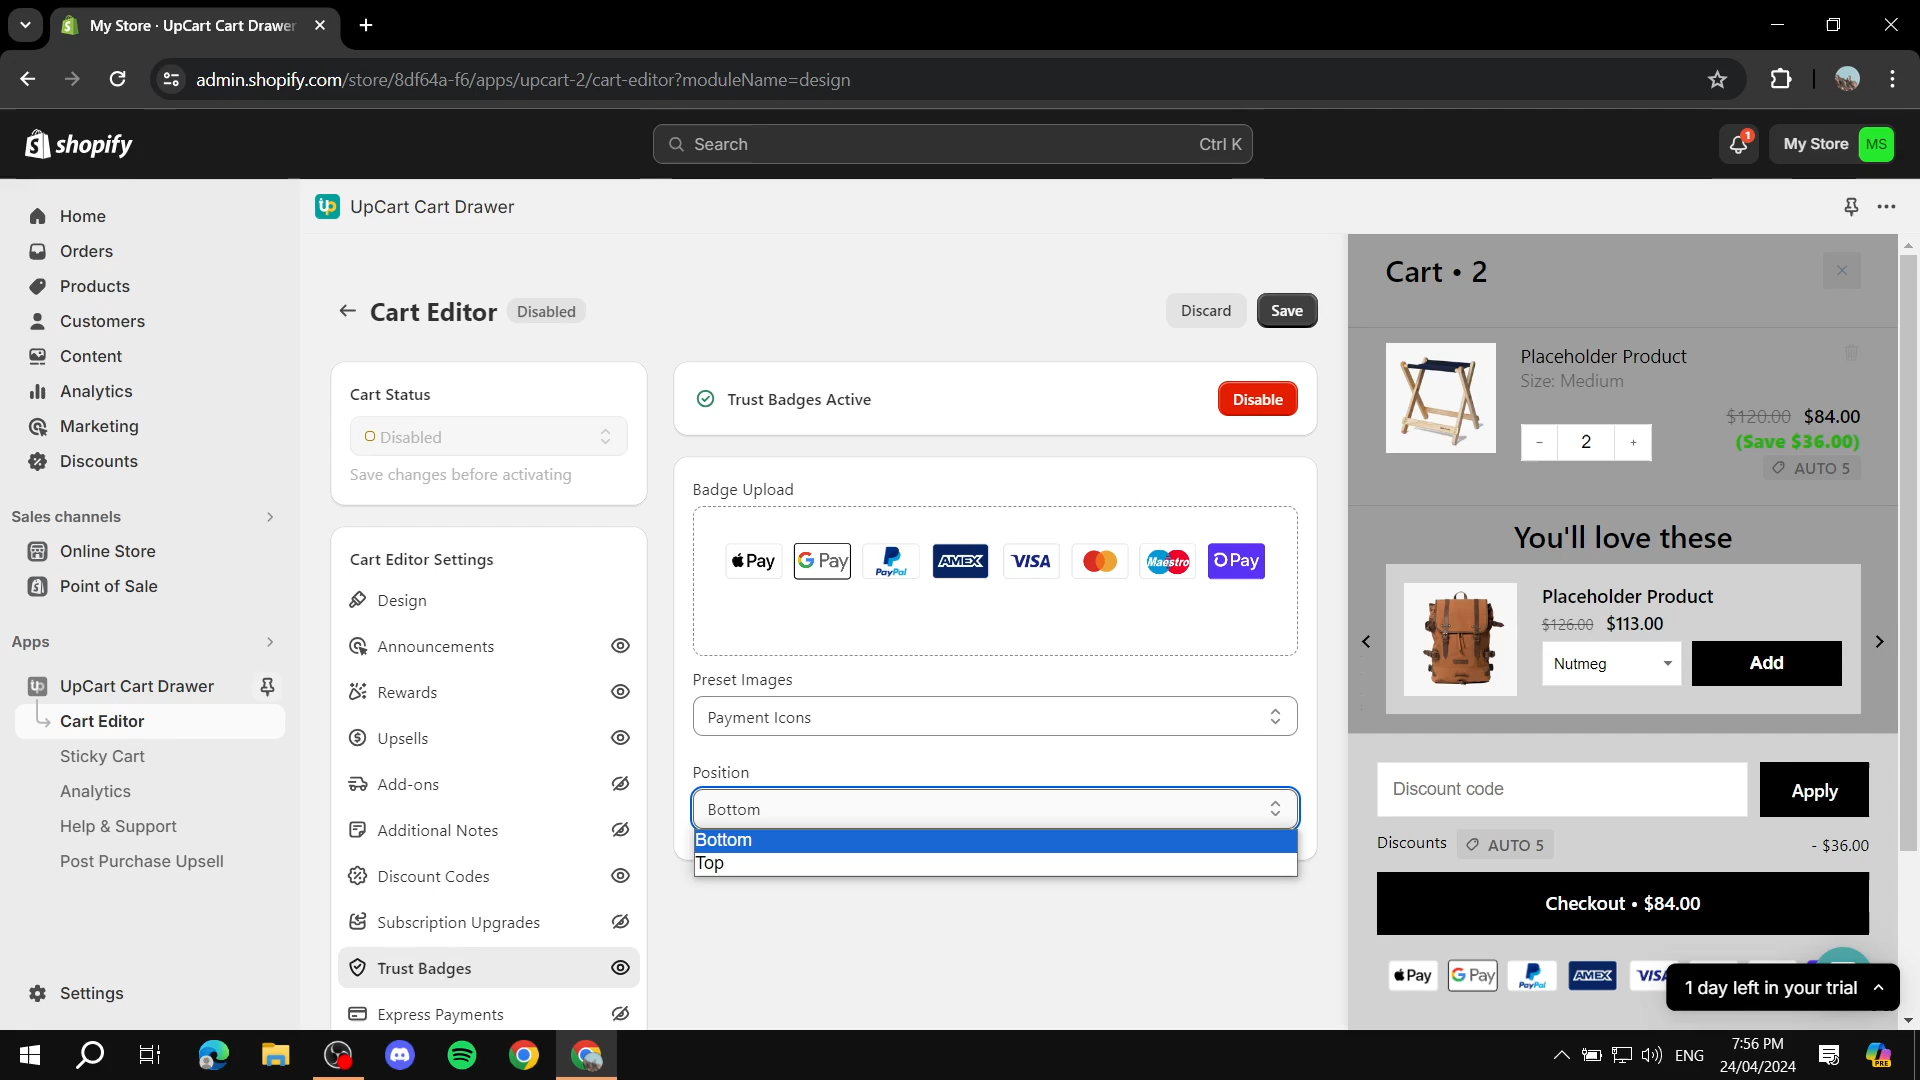 My Store · UpCart Cart Drawer
admin.shopify.com/store/8df64a-f6/apps/upcart-2/cart-editor?moduleName=design
shopify
Search
Ctrl K
1
My Store
MS
Home
Orders
Products
Customers
Content
Analytics
Marketing
Discounts
Sales channels
Online Store
Point of Sale
Apps
UpCart Cart Drawer
Cart Editor
Sticky Cart
Analytics
Help & Support
Post Purchase Upsell
Settings
up
UpCart Cart Drawer
Cart Editor
Disabled
Discard
Save
Cart Status
Disabled
Save changes before activating
Cart Editor Settings
Design
Announcements
Rewards
Upsells
Add-ons
Additional Notes
Discount Codes
Subscription Upgrades
Trust Badges
Express Payments
Trust Badges Active
Disable
Badge Upload
Pay
G Pay
PayPal
AMEX
VISA
Maestro
Pay
Preset Images
Payment Icons
Position
Bottom
Bottom
Top
Cart • 2
Placeholder Product
Size: Medium
$120.00 $84.00
(Save $36.00)
- 2 +
AUTO 5
You'll love these
Placeholder Product
$126.00 $113.00
Nutmeg
Add
Discount code
Apply
Discounts
AUTO 5
- $36.00
Checkout • $84.00
Pay
G Pay
PayPal
AMEX
VISA
1 day left in your trial
ENG
7:56 PM
24/04/2024
PRE